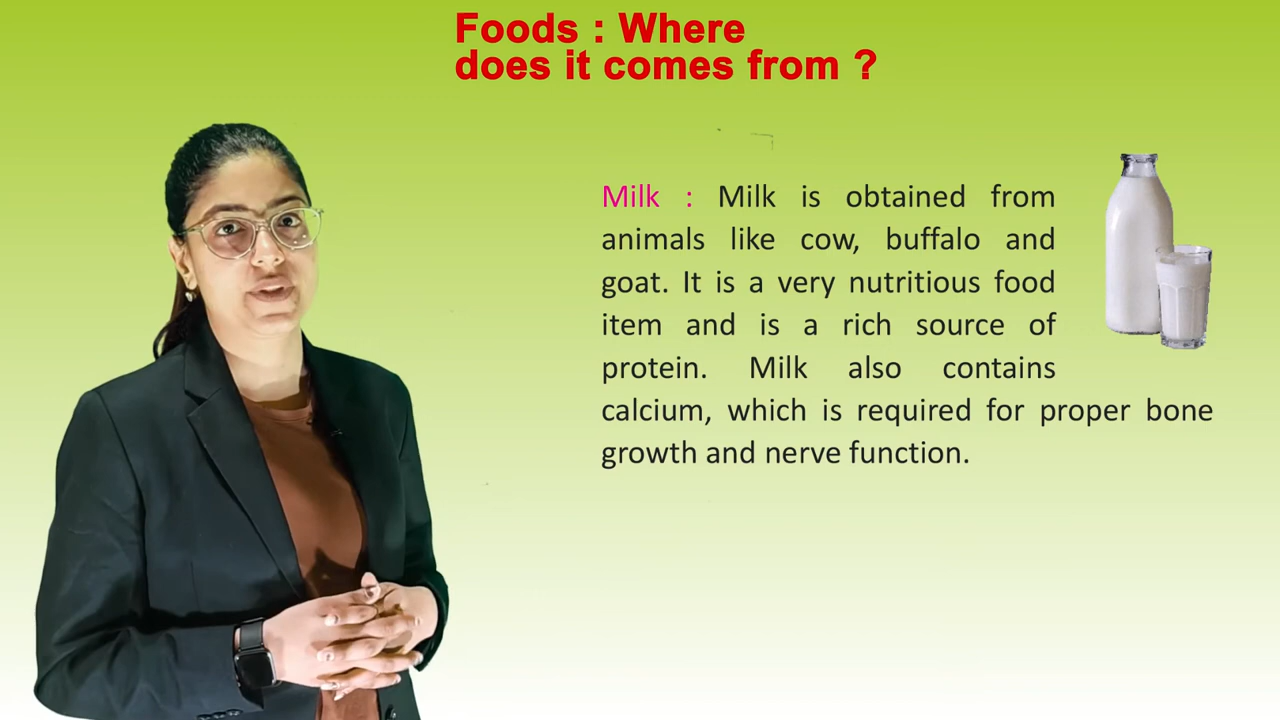 Foods : Where
does it comes from ?
Milk : Milk is obtained from
animals like cow, buffalo and
goat. It is a very nutritious food
item and is a rich source of
protein. Milk also contains
calcium, which is required for proper bone
growth and nerve function.